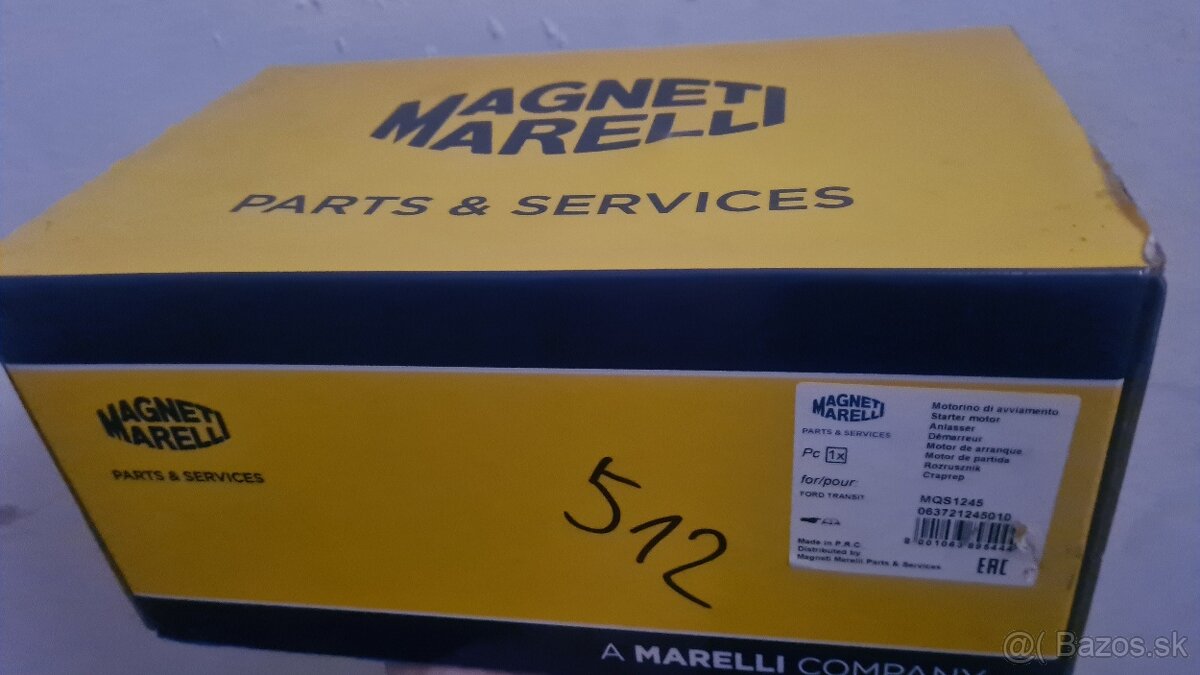 MAGNETI
MARELLI
PARTS & SERVICES
MAGNETI
MARELLI
PARTS & SERVICES
512
MAGNETI
MARELLI
PARTS & SERVICES
Pc 1x
for/pour:
FORD TRANSIT
Motorino di avviamento
Starter motor
Anlasser
Démarreur
Motor de arranque
Motor de partida
Rozrusznik
Стартер
MQS1245
063721245010
Made in P.R.C.
Distributed by
Magneti Marelli Parts & Services
EAC
A MARELLI COMPANY
@( Bazos.sk